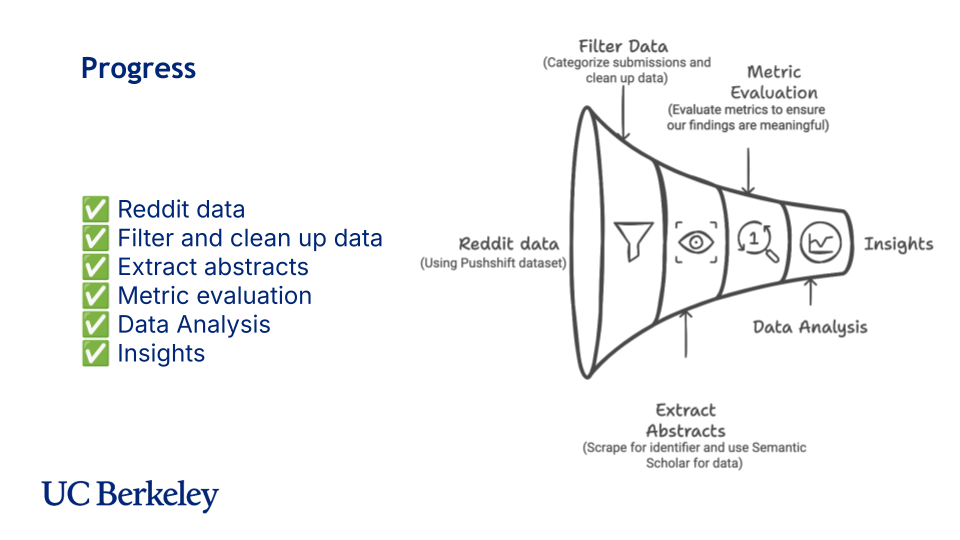 Progress
✅ Reddit data
✅ Filter and clean up data
✅ Extract abstracts
✅ Metric evaluation
✅ Data Analysis
✅ Insights
Filter Data
(Categorize submissions and
clean up data)
Metric
Evaluation
(Evaluate metrics to ensure
our findings are meaningful)
Reddit data
(Using Pushshift dataset)
1
Insights
Data Analysis
Extract
Abstracts
(Scrape for identifier and use Semantic
Scholar for data)
UC Berkeley